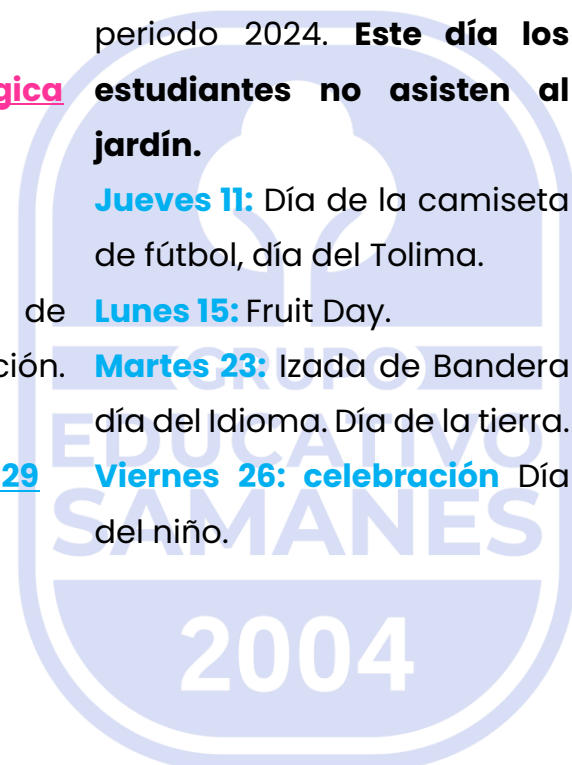 periodo 2024. Este día los
gica estudiantes no asisten al
jardín.
Jueves 11: Día de la camiseta
de fútbol, día del Tolima.
de Lunes 15: Fruit Day.
ción. Martes 23: Izada de Bandera
día del Idioma. Día de la tierra.
29 Viernes 26: celebración Día
del niño.
GRUPO
EDUCATIVO
SAMANES
2004